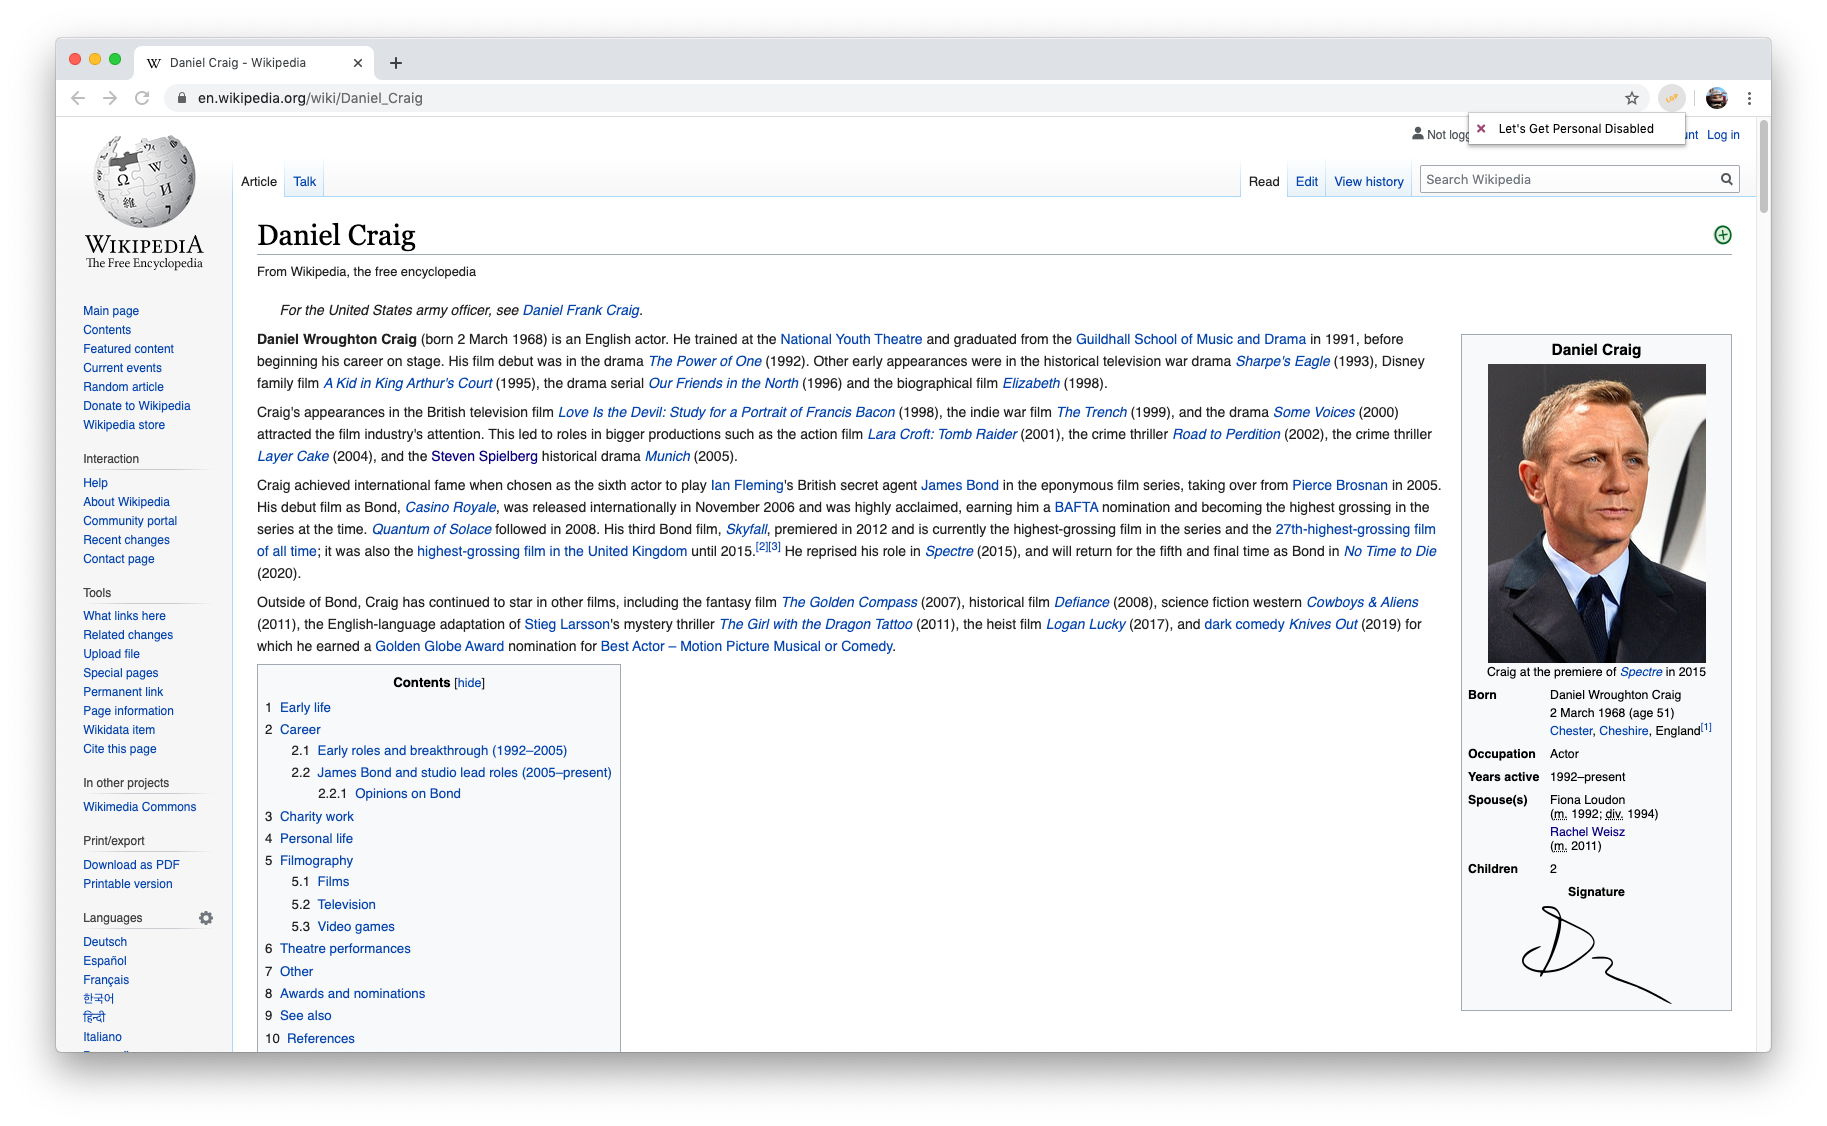 Daniel Craig - Wikipedia
en.wikipedia.org/wiki/Daniel_Craig
LGP
Let's Get Personal Disabled
Not logg
unt Log in
WIKIPEDIA
The Free Encyclopedia
Article Talk
Read Edit View history
Search Wikipedia
Daniel Craig
From Wikipedia, the free encyclopedia
For the United States army officer, see Daniel Frank Craig.
Daniel Wroughton Craig (born 2 March 1968) is an English actor. He trained at the National Youth Theatre and graduated from the Guildhall School of Music and Drama in 1991, before
beginning his career on stage. His film debut was in the drama The Power of One (1992). Other early appearances were in the historical television war drama Sharpe's Eagle (1993), Disney
family film A Kid in King Arthur's Court (1995), the drama serial Our Friends in the North (1996) and the biographical film Elizabeth (1998).
Craig's appearances in the British television film Love Is the Devil: Study for a Portrait of Francis Bacon (1998), the indie war film The Trench (1999), and the drama Some Voices (2000)
attracted the film industry's attention. This led to roles in bigger productions such as the action film Lara Croft: Tomb Raider (2001), the crime thriller Road to Perdition (2002), the crime thriller
Layer Cake (2004), and the Steven Spielberg historical drama Munich (2005).
Craig achieved international fame when chosen as the sixth actor to play Ian Fleming's British secret agent James Bond in the eponymous film series, taking over from Pierce Brosnan in 2005.
His debut film as Bond, Casino Royale, was released internationally in November 2006 and was highly acclaimed, earning him a BAFTA nomination and becoming the highest grossing in the
series at the time. Quantum of Solace followed in 2008. His third Bond film, Skyfall, premiered in 2012 and is currently the highest-grossing film in the series and the 27th-highest-grossing film
of all time; it was also the highest-grossing film in the United Kingdom until 2015.[2][3] He reprised his role in Spectre (2015), and will return for the fifth and final time as Bond in No Time to Die
(2020).
Outside of Bond, Craig has continued to star in other films, including the fantasy film The Golden Compass (2007), historical film Defiance (2008), science fiction western Cowboys & Aliens
(2011), the English-language adaptation of Stieg Larsson's mystery thriller The Girl with the Dragon Tattoo (2011), the heist film Logan Lucky (2017), and dark comedy Knives Out (2019) for
which he earned a Golden Globe Award nomination for Best Actor – Motion Picture Musical or Comedy.
Contents [hide]
1 Early life
2 Career
2.1 Early roles and breakthrough (1992–2005)
2.2 James Bond and studio lead roles (2005–present)
2.2.1 Opinions on Bond
3 Charity work
4 Personal life
5 Filmography
5.1 Films
5.2 Television
5.3 Video games
6 Theatre performances
7 Other
8 Awards and nominations
9 See also
10 References
Daniel Craig
Craig at the premiere of Spectre in 2015
Born Daniel Wroughton Craig
2 March 1968 (age 51)
Chester, Cheshire, England[1]
Occupation Actor
Years active 1992–present
Spouse(s) Fiona Loudon
(m. 1992; div. 1994)
Rachel Weisz
(m. 2011)
Children 2
Signature
Main page
Contents
Featured content
Current events
Random article
Donate to Wikipedia
Wikipedia store
Interaction
Help
About Wikipedia
Community portal
Recent changes
Contact page
Tools
What links here
Related changes
Upload file
Special pages
Permanent link
Page information
Wikidata item
Cite this page
In other projects
Wikimedia Commons
Print/export
Download as PDF
Printable version
Languages
Deutsch
Español
Français
한국어
हिन्दी
Italiano